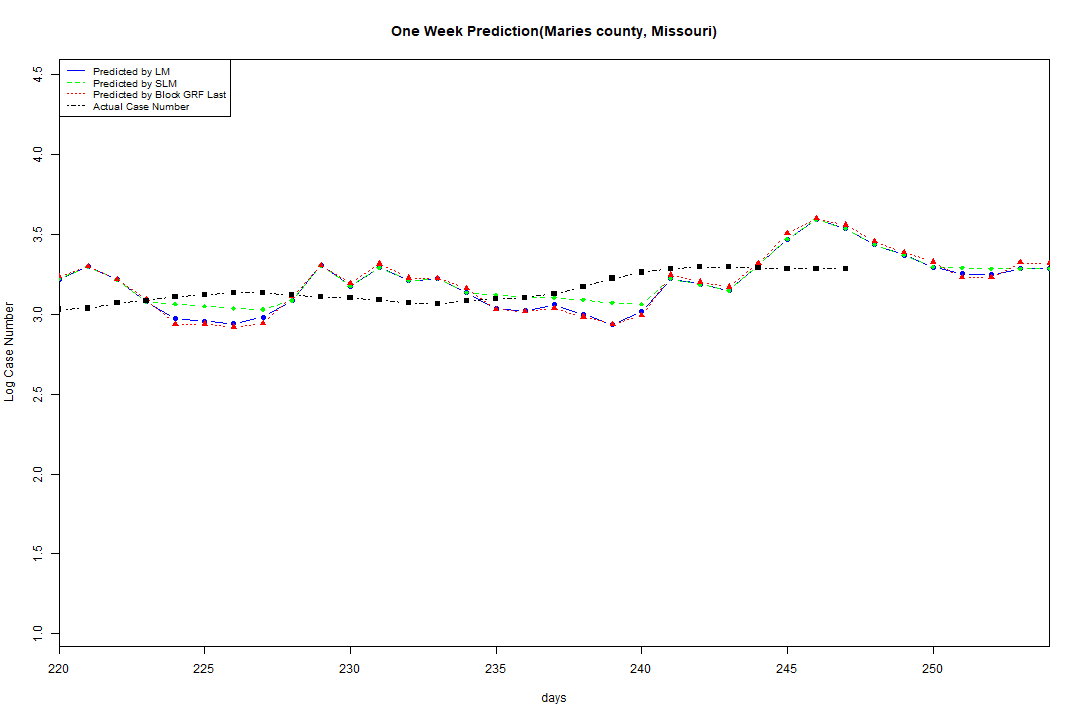 One Week Prediction(Maries county, Missouri)
Predicted by LM
Predicted by SLM
Predicted by Block GRF Last
Actual Case Number
4.5
4.0
3.5
3.0
2.5
2.0
1.5
1.0
Log Case Number
220 225 230 235 240 245 250
days